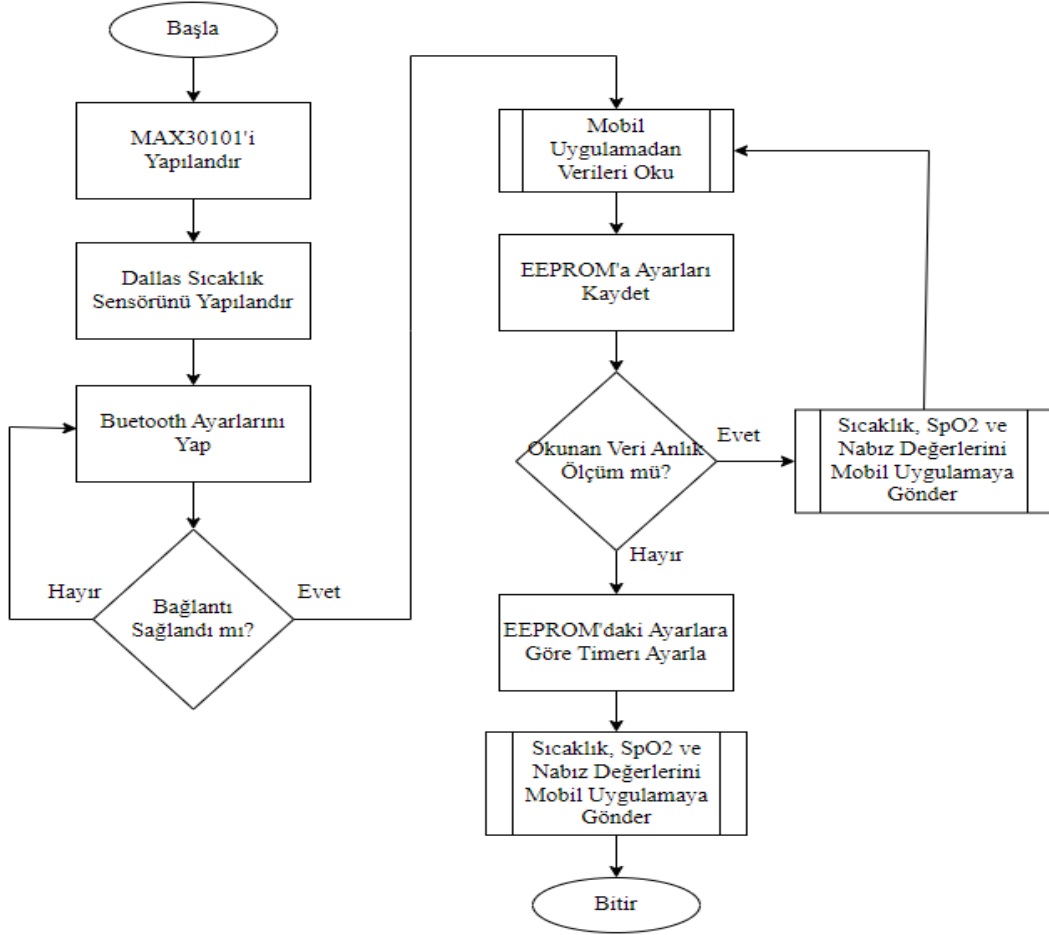 Başla
MAX30101'i
Yapılandır
Dallas Sıcaklık
Sensörünü Yapılandır
Buetooth Ayarlarını
Yap
Hayır
Bağlantı
Sağlandı mı?
Evet
Mobil
Uygulamadan
Verileri Oku
EEPROM'a Ayarları
Kaydet
Okunan Veri Anlık
Ölçüm mü?
Evet
Sıcaklık, SpO2 ve
Nabız Değerlerini
Mobil Uygulamaya
Gönder
Hayır
EEPROM'daki Ayarlara
Göre Timerı Ayarla
Sıcaklık, SpO2 ve
Nabız Değerlerini
Mobil Uygulamaya
Gönder
Bitir